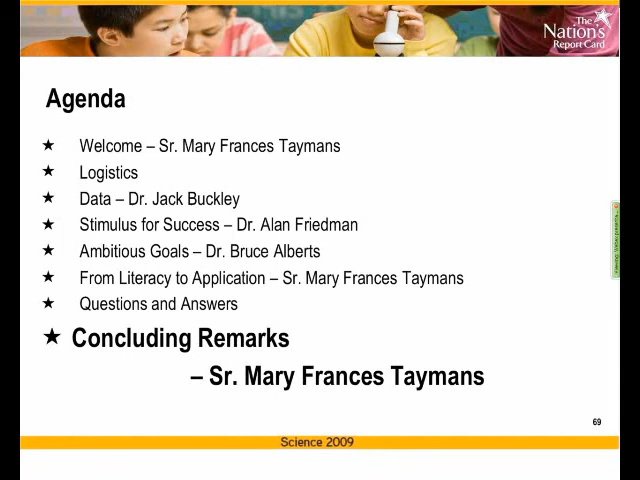 The
Nation's
Report Card
Agenda
★ Welcome – Sr. Mary Frances Taymans
★ Logistics
★ Data – Dr. Jack Buckley
★ Stimulus for Success – Dr. Alan Friedman
★ Ambitious Goals – Dr. Bruce Alberts
★ From Literacy to Application – Sr. Mary Frances Taymans
★ Questions and Answers
★ Concluding Remarks
– Sr. Mary Frances Taymans
69
Science 2009